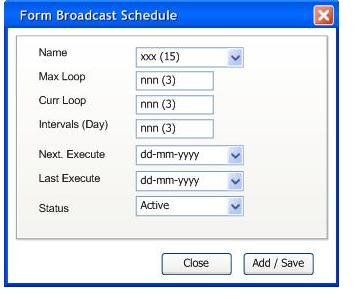 Form Broadcast Schedule
Name xxx (15)
Max Loop nnn (3)
Curr Loop nnn (3)
Intervals (Day) nnn (3)
Next. Execute dd-mm-yyyy
Last Execute dd-mm-yyyy
Status Active
Close Add / Save